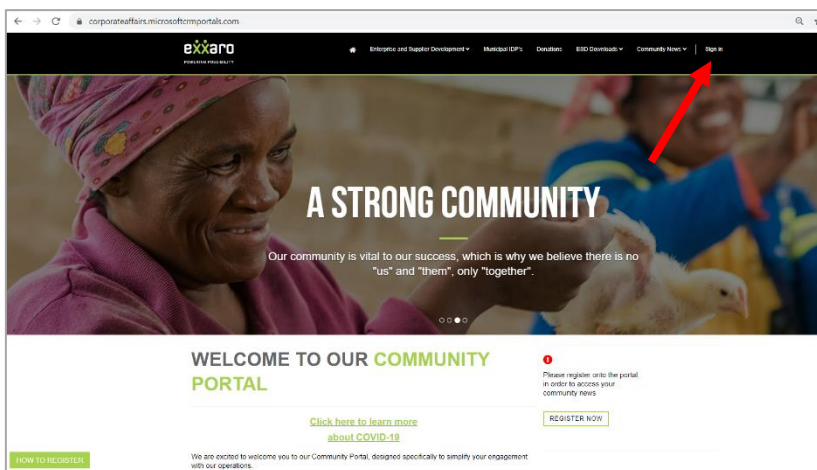 corporateaffairs.microsoftcrmportals.com
exxaro
POWERING POSSIBILITY
Enterprise and Supplier Development Municipal IDP's Donations ESD Downloads Community News Sign in
A STRONG COMMUNITY
Our community is vital to our success, which is why we believe there is no
"us" and "them", only "together".
WELCOME TO OUR COMMUNITY
PORTAL
Click here to learn more
about COVID-19
We are excited to welcome you to our Community Portal, designed specifically to simplify your engagement
with our operations.
Please register onto the portal
in order to access your
community news
REGISTER NOW
HOW TO REGISTER